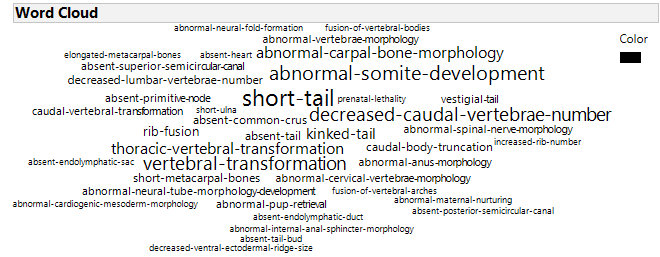 Word Cloud
abnormal-neural-fold-formation fusion-of-vertebral-bodies
abnormal-vertebrae-morphology
Color
elongated-metacarpal-bones absent-heart abnormal-carpal-bone-morphology
absent-superior-semicircular-canal
decreased-lumbar-vertebrae-number abnormal-somite-development
absent-primitive-node short-tail prenatal-lethality vestigial-tail
caudal-vertebral-transformation short-ulna decreased-caudal-vertebrae-number
absent-common-crus
rib-fusion absent-tail kinked-tail abnormal-spinal-nerve-morphology
thoracic-vertebral-transformation caudal-body-truncation increased-rib-number
absent-endolymphatic-sac vertebral-transformation abnormal-anus-morphology
short-metacarpal-bones abnormal-cervical-vertebrae-morphology
abnormal-neural-tube-morphology-development fusion-of-vertebral-arches
abnormal-cardiogenic-mesoderm-morphology abnormal-pup-retrieval abnormal-maternal-nurturing
absent-endolymphatic-duct absent-posterior-semicircular-canal
abnormal-internal-anal-sphincter-morphology
absent-tail-bud
decreased-ventral-ectodermal-ridge-size